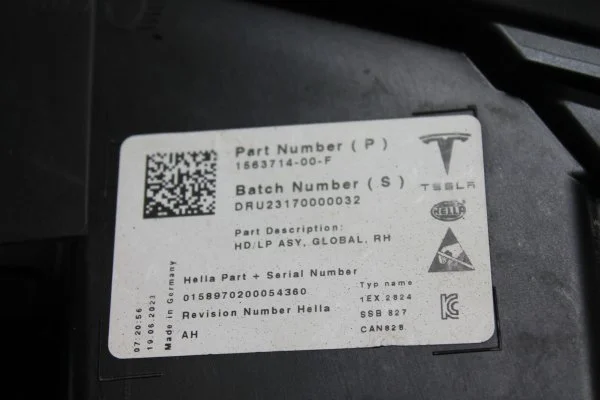 Part Number ( P )
1563714-00-F
Batch Number ( S )
DRU23170000032
Part Description:
HD/LP ASY, GLOBAL, RH
Hella Part + Serial Number
0158970200054360
Revision Number Hella
AH
Typ name
1EX.2824
SSB 827
CAN828
TESLA
HELLA
07:20:56
19.06.2023
Made in Germany